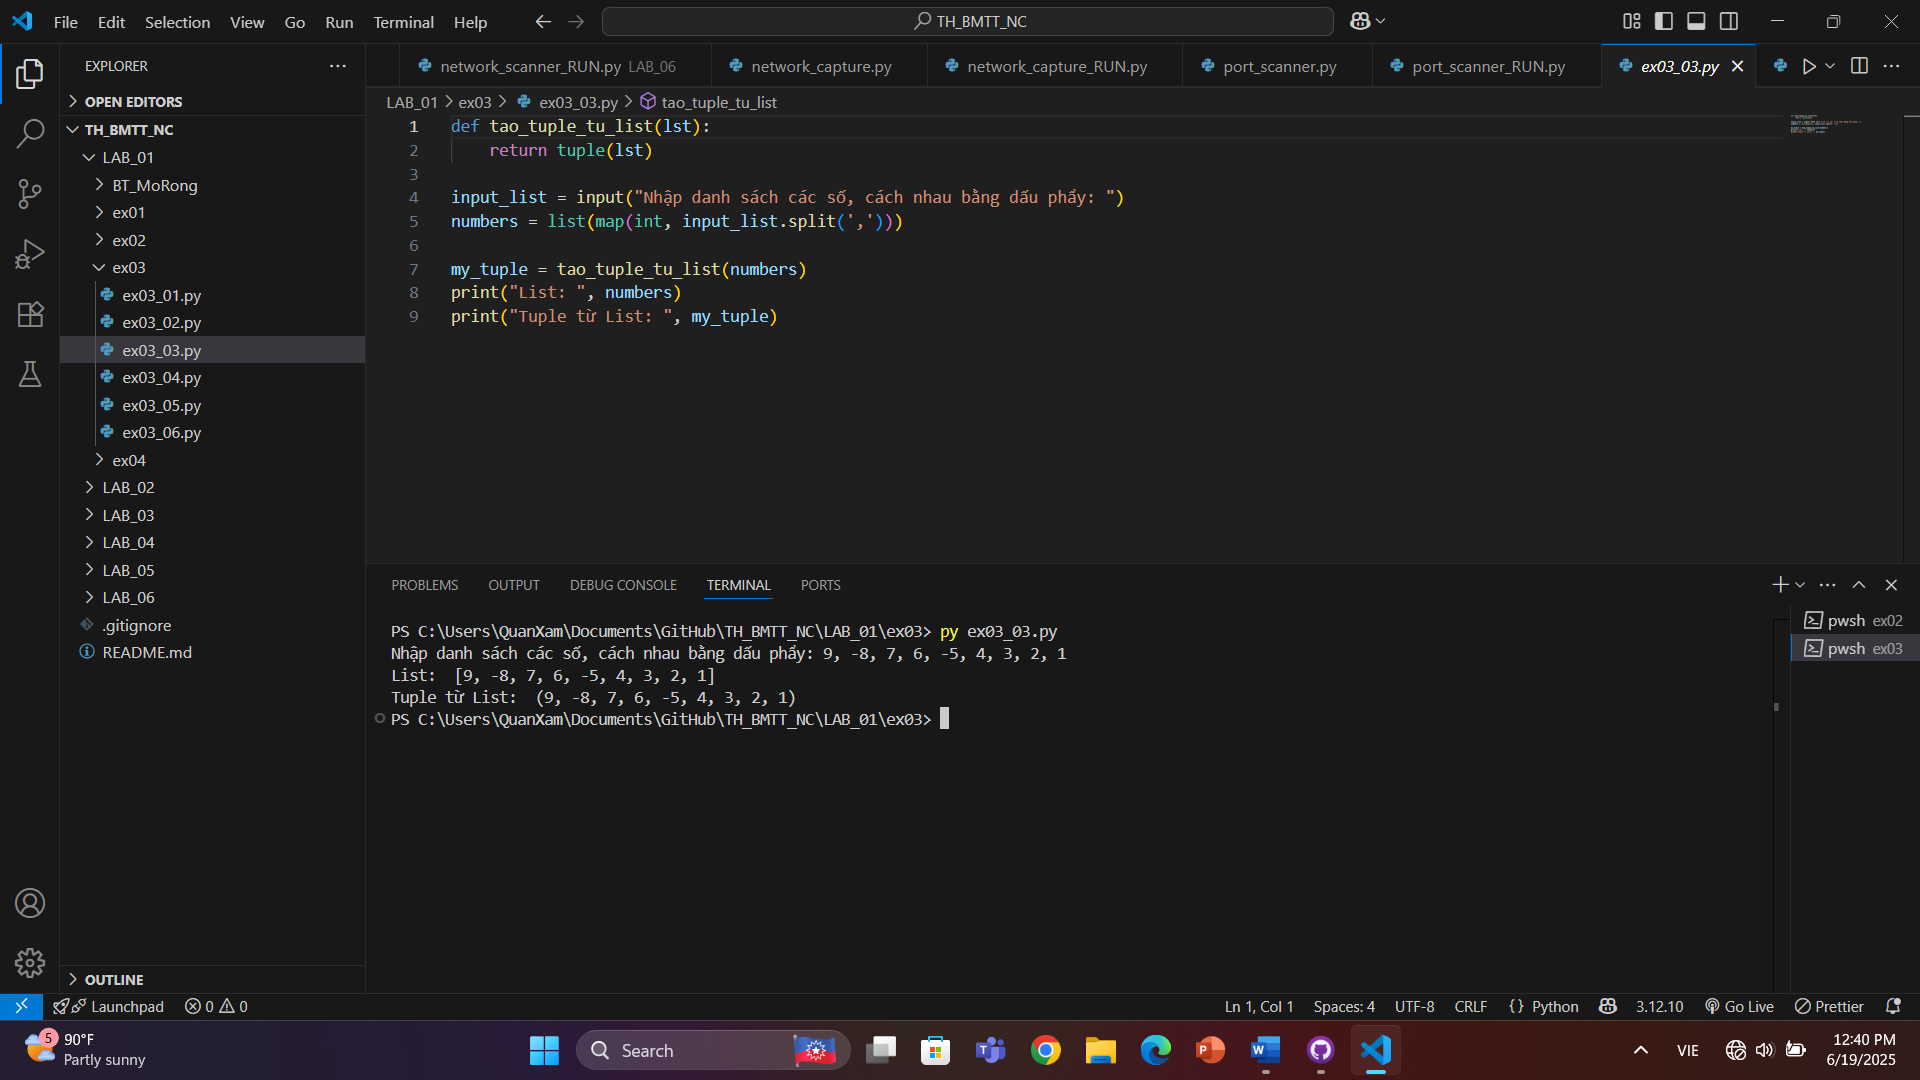 File Edit Selection View Go Run Terminal Help
TH_BMTT_NC
EXPLORER
OPEN EDITORS
TH_BMTT_NC
LAB_01
BT_MoRong
ex01
ex02
ex03
ex03_01.py
ex03_02.py
ex03_03.py
ex03_04.py
ex03_05.py
ex03_06.py
ex04
LAB_02
LAB_03
LAB_04
LAB_05
LAB_06
.gitignore
README.md
OUTLINE
network_scanner_RUN.py LAB_06 network_capture.py network_capture_RUN.py port_scanner.py port_scanner_RUN.py ex03_03.py
LAB_01 > ex03 > ex03_03.py > tao_tuple_tu_list
1 def tao_tuple_tu_list(lst):
2 return tuple(lst)
3
4 input_list = input("Nhập danh sách các số, cách nhau bằng dấu phẩy: ")
5 numbers = list(map(int, input_list.split(',')))
6
7 my_tuple = tao_tuple_tu_list(numbers)
8 print("List: ", numbers)
9 print("Tuple từ List: ", my_tuple)
PROBLEMS OUTPUT DEBUG CONSOLE TERMINAL PORTS
PS C:\Users\QuanXam\Documents\GitHub\TH_BMTT_NC\LAB_01\ex03> py ex03_03.py
Nhập danh sách các số, cách nhau bằng dấu phẩy: 9, -8, 7, 6, -5, 4, 3, 2, 1
List:  [9, -8, 7, 6, -5, 4, 3, 2, 1]
Tuple từ List:  (9, -8, 7, 6, -5, 4, 3, 2, 1)
PS C:\Users\QuanXam\Documents\GitHub\TH_BMTT_NC\LAB_01\ex03>
pwsh ex02
pwsh ex03
Launchpad 0 0 Ln 1, Col 1 Spaces: 4 UTF-8 CRLF {} Python 3.12.10 Go Live Prettier
5 90°F
Partly sunny
Search
VIE
12:40 PM
6/19/2025